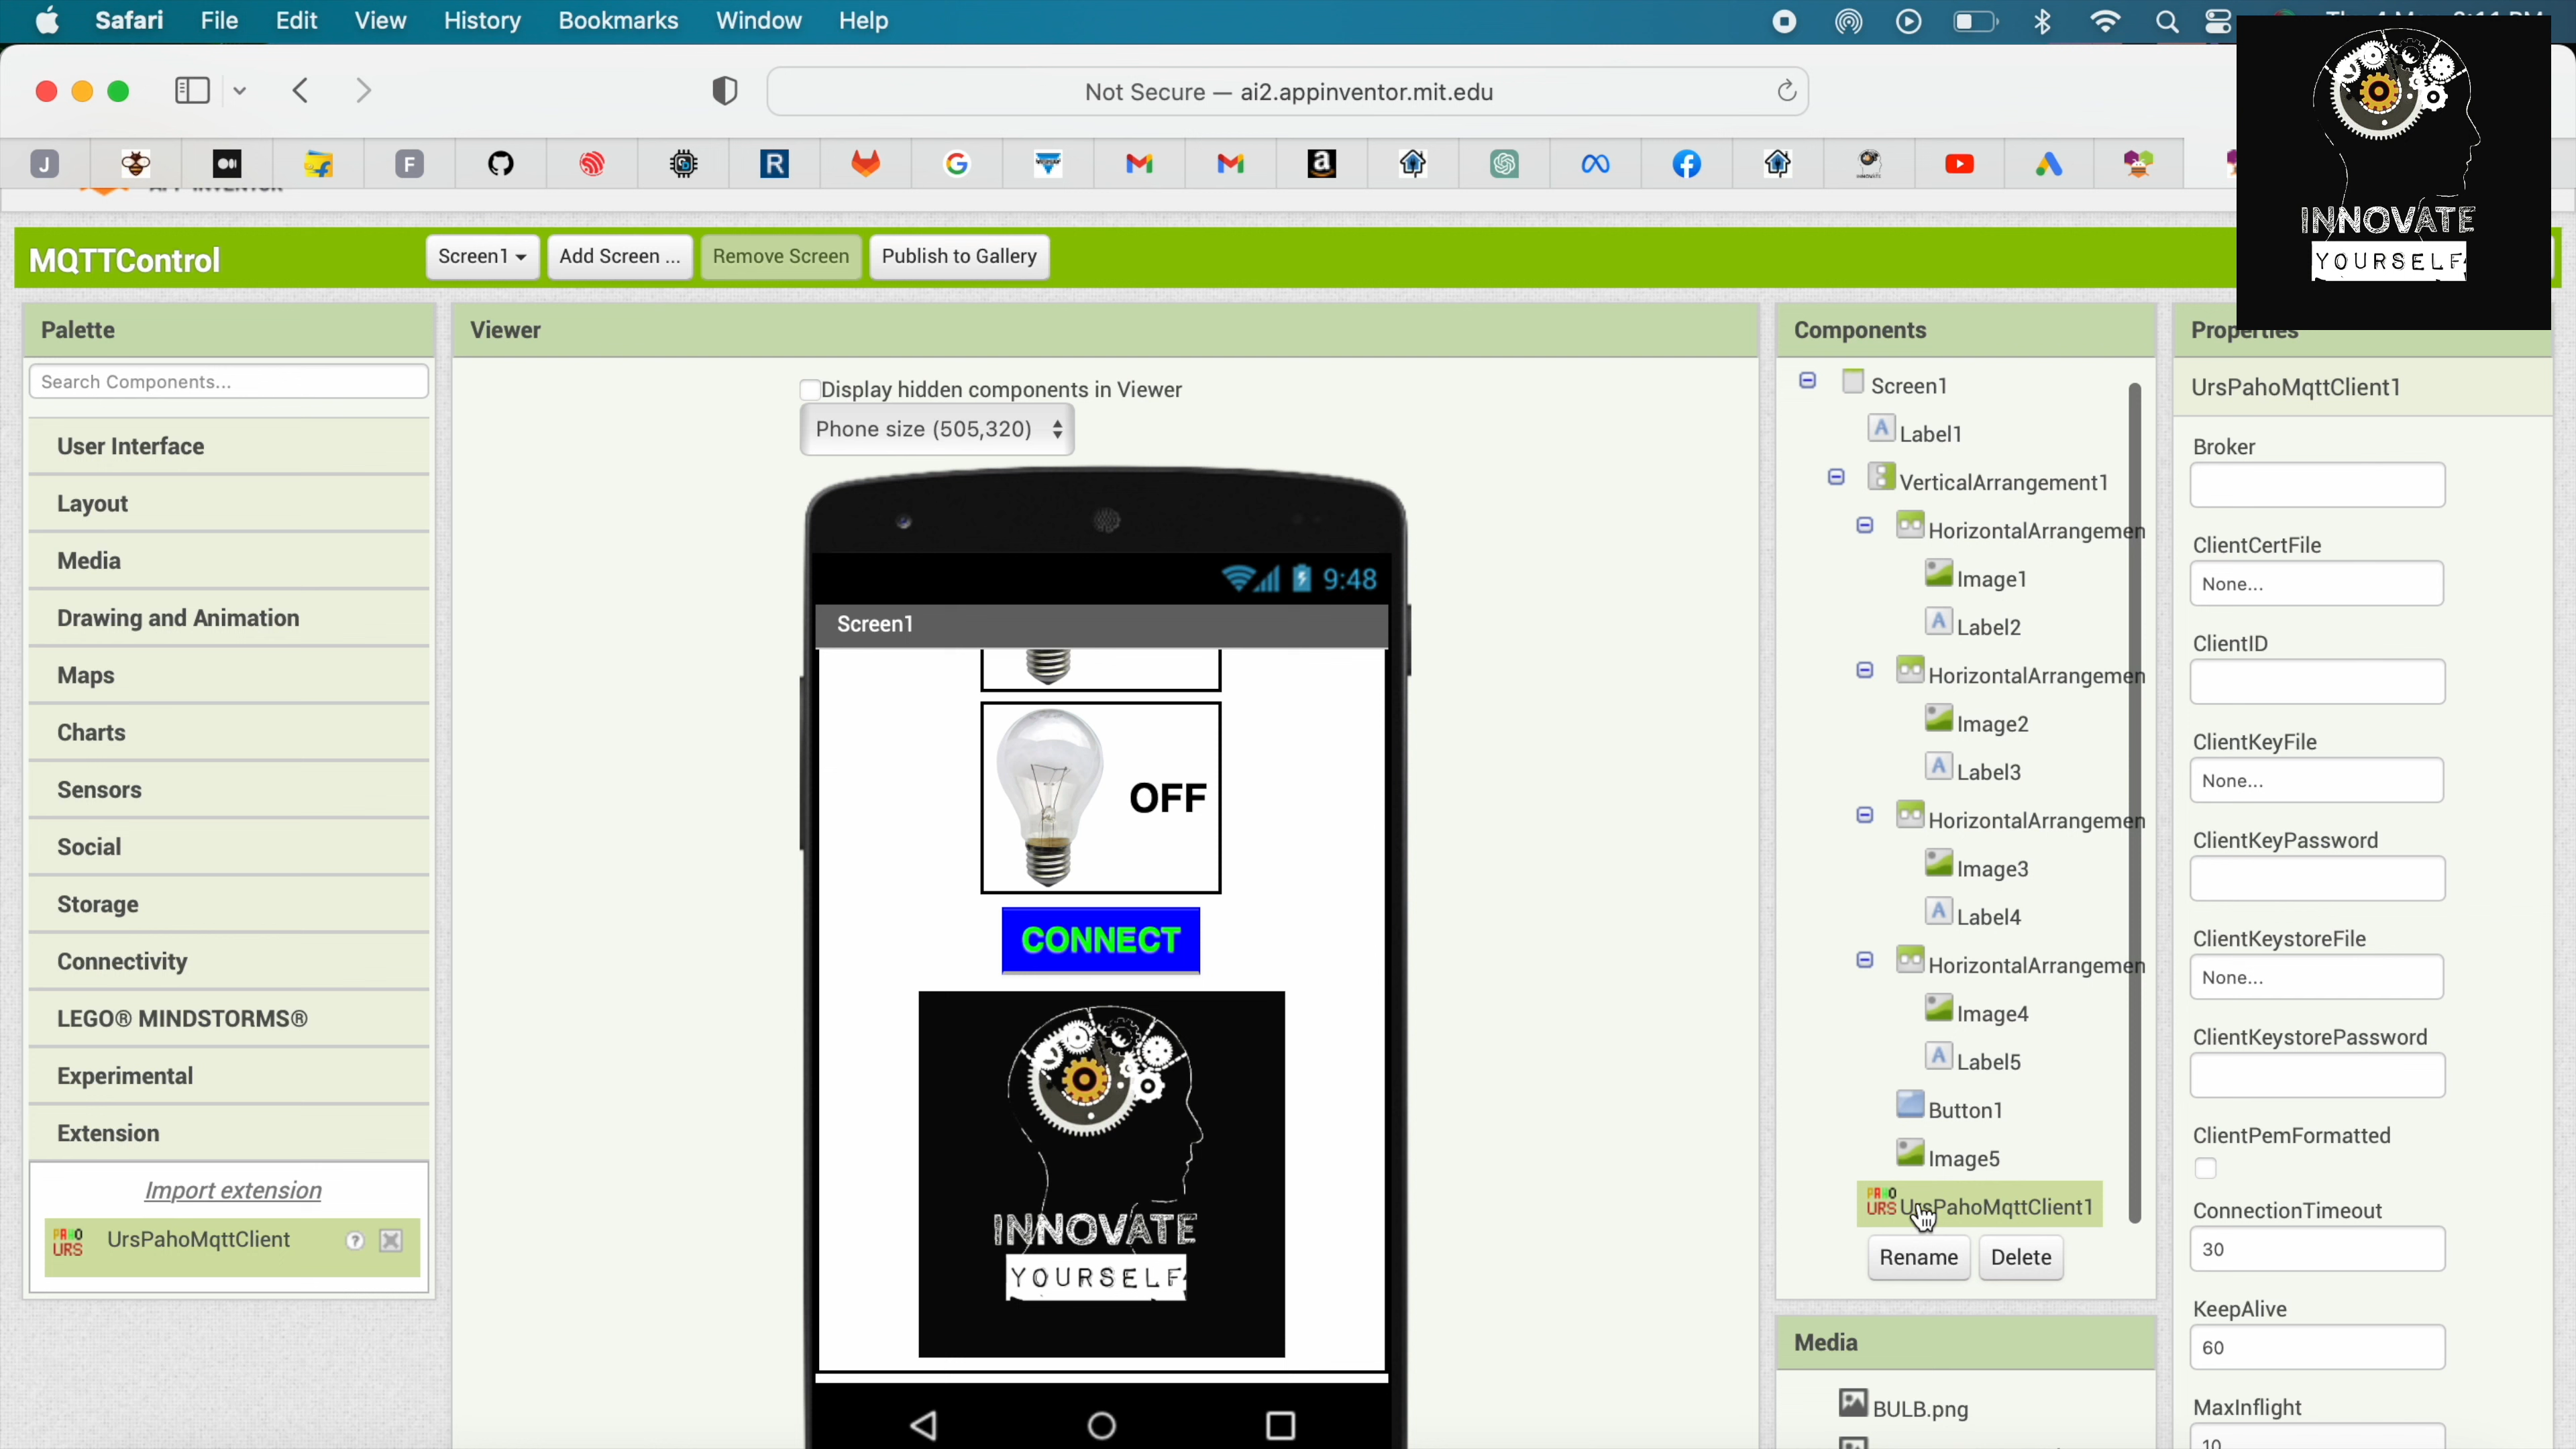 Safari File Edit View History Bookmarks Window Help
Not Secure — ai2.appinventor.mit.edu
INNOVATE
YOURSELF
MQTTControl
Screen1 Add Screen ... Remove Screen Publish to Gallery
Palette
Search Components...
User Interface
Layout
Media
Drawing and Animation
Maps
Charts
Sensors
Social
Storage
Connectivity
LEGO® MINDSTORMS®
Experimental
Extension
Import extension
UrsPahoMqttClient
Viewer
Display hidden components in Viewer
Phone size (505,320)
9:48
Screen1
OFF
CONNECT
INNOVATE
YOURSELF
Components
Screen1
Label1
VerticalArrangement1
HorizontalArrangemen
Image1
Label2
HorizontalArrangemen
Image2
Label3
HorizontalArrangemen
Image3
Label4
HorizontalArrangemen
Image4
Label5
Button1
Image5
UrsPahoMqttClient1
Rename Delete
Media
BULB.png
Properties
UrsPahoMqttClient1
Broker
ClientCertFile
None...
ClientID
ClientKeyFile
None...
ClientKeyPassword
ClientKeystoreFile
None...
ClientKeystorePassword
ClientPemFormatted
ConnectionTimeout
30
KeepAlive
60
MaxInflight
10